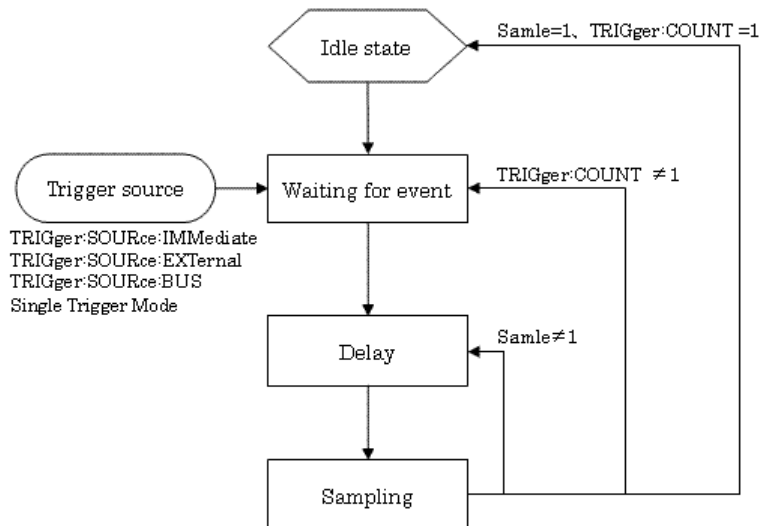 Idle state
Samle=1、TRIGger:COUNT =1
Trigger source
Waiting for event
TRIGger:COUNT ≠1
TRIGger:SOURce:IMMediate
TRIGger:SOURce:EXTernal
TRIGger:SOURce:BUS
Single Trigger Mode
Delay
Samle≠1
Sampling